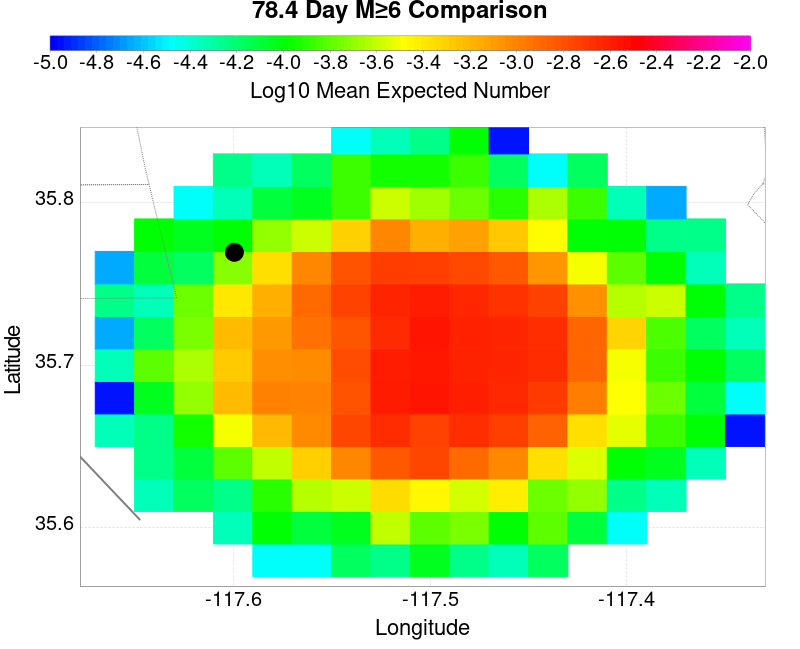 78.4 Day M≥6 Comparison
-5.0 -4.8 -4.6 -4.4 -4.2 -4.0 -3.8 -3.6 -3.4 -3.2 -3.0 -2.8 -2.6 -2.4 -2.2 -2.0
Log10 Mean Expected Number
35.8
35.7
35.6
Latitude
-117.6 -117.5 -117.4
Longitude